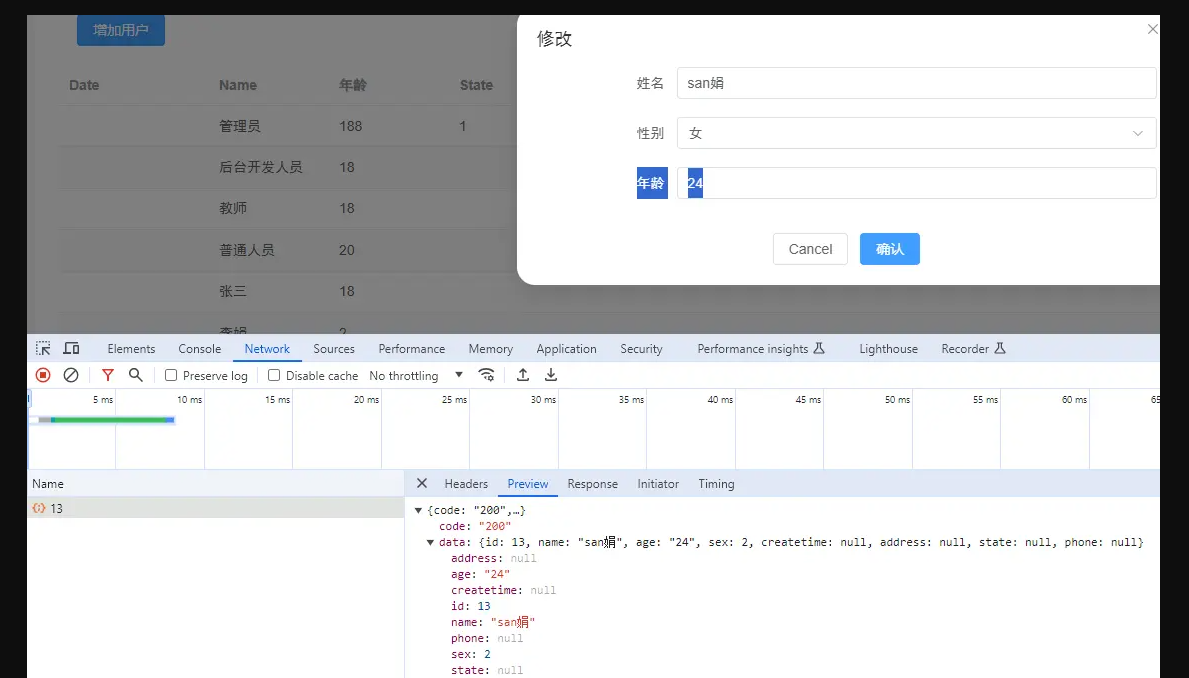 增加用户
修改
Date Name 年龄 State
管理员 188 1
后台开发人员 18
教师 18
普通人员 20
张三 18
李娟 2
姓名 san娟
性别 女
年龄 24
Cancel 确认
Elements Console Network Sources Performance Memory Application Security Performance insights Lighthouse Recorder
Preserve log Disable cache No throttling
5 ms 10 ms 15 ms 20 ms 25 ms 30 ms 35 ms 40 ms 45 ms 50 ms 55 ms 60 ms 65
Name
13
Headers Preview Response Initiator Timing
{code: "200",…}
code: "200"
data: {id: 13, name: "san娟", age: "24", sex: 2, createtime: null, address: null, state: null, phone: null}
address: null
age: "24"
createtime: null
id: 13
name: "san娟"
phone: null
sex: 2
state: null